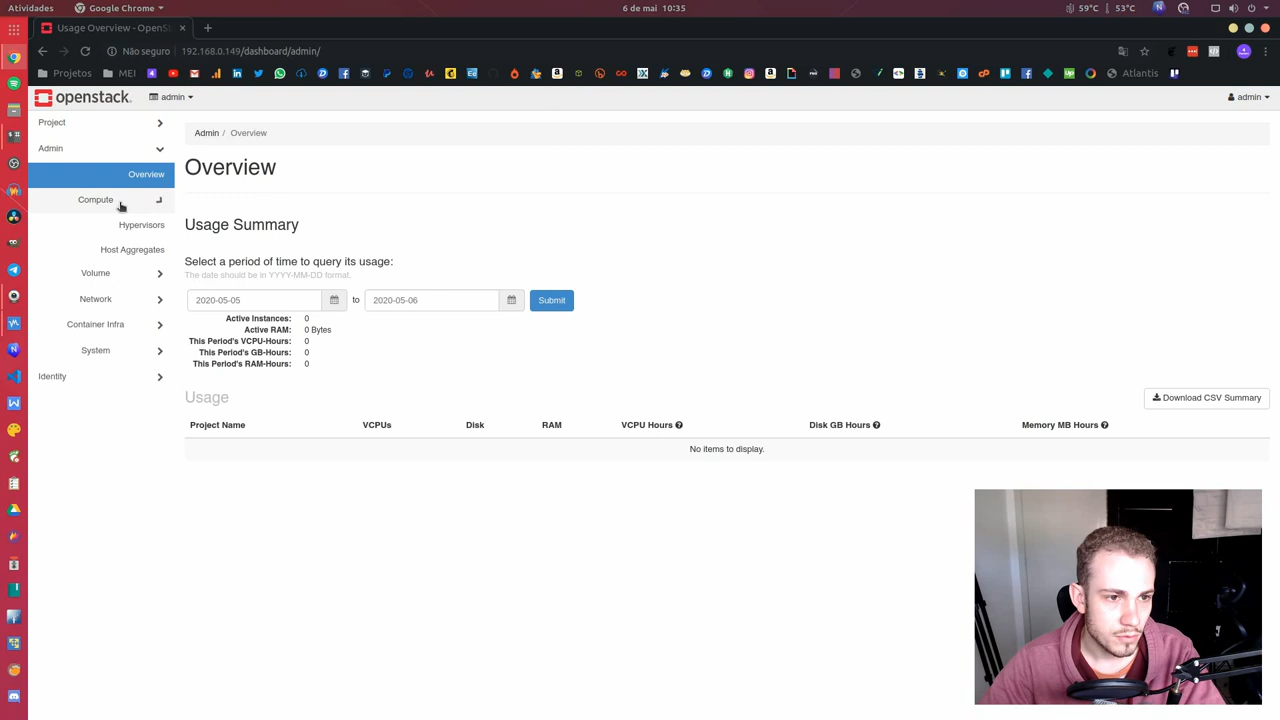 Atividades
Google Chrome
6 de mai 10:35
59°C
53°C
Usage Overview - OpenS
Não seguro
192.168.0.149/dashboard/admin/
Projetos
MEI
Atlantis
openstack.
admin
admin
Project
Admin
Overview
Compute
Hypervisors
Host Aggregates
Volume
Network
Container Infra
System
Identity
Admin / Overview
Overview
Usage Summary
Select a period of time to query its usage:
The date should be in YYYY-MM-DD format.
2020-05-05
to
2020-05-06
Submit
Active Instances: 0
Active RAM: 0 Bytes
This Period's VCPU-Hours: 0
This Period's GB-Hours: 0
This Period's RAM-Hours: 0
Usage
Download CSV Summary
Project Name VCPUs Disk RAM VCPU Hours Disk GB Hours Memory MB Hours
No items to display.